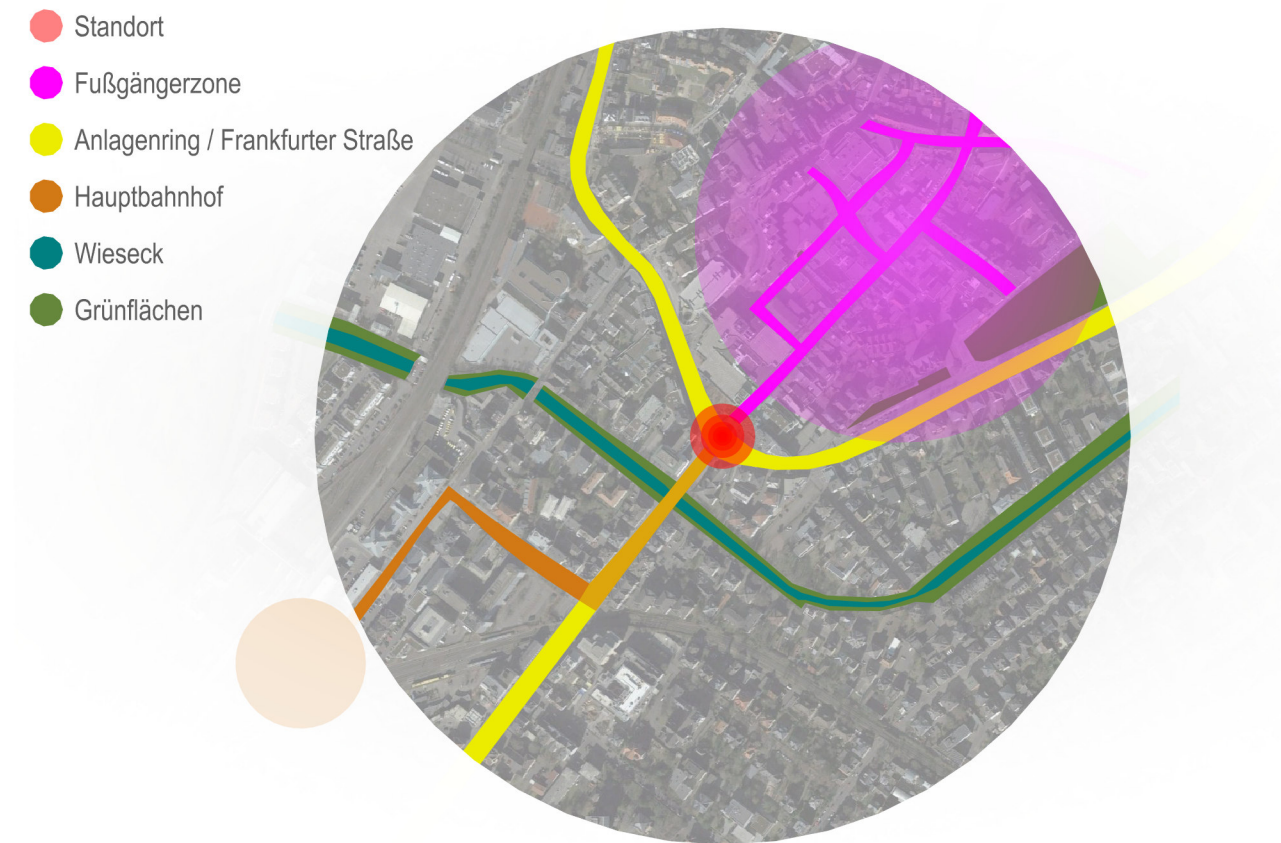 Standort
Fußgängerzone
Anlagenring / Frankfurter Straße
Hauptbahnhof
Wieseck
Grünflächen